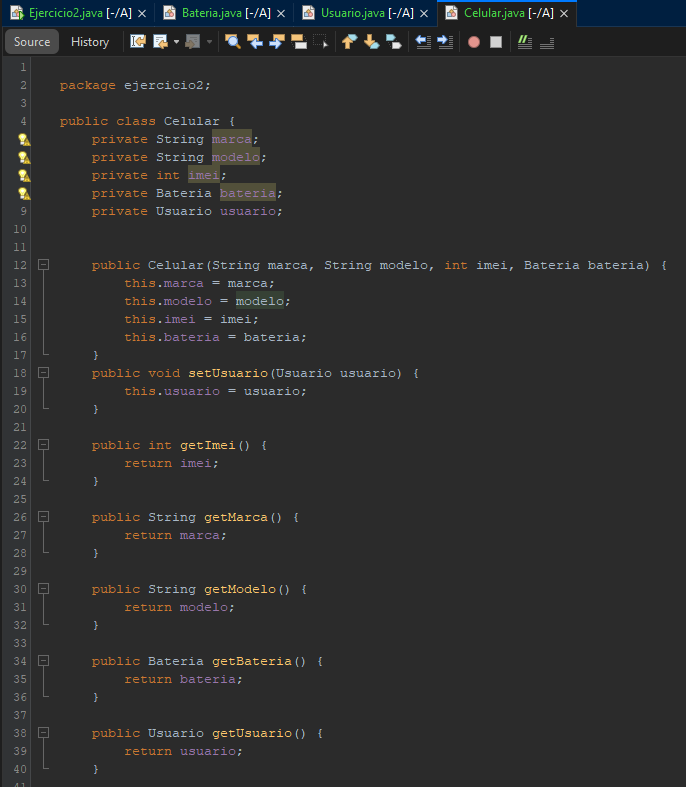 Ejercicio2.java [-/A] Bateria.java [-/A] Usuario.java [-/A] Celular.java [-/A]
Source History
1
2 package ejercicio2;
3
4 public class Celular {
private String marca;
private String modelo;
private int imei;
private Bateria bateria;
9 private Usuario usuario;
10
11
12 public Celular(String marca, String modelo, int imei, Bateria bateria) {
13 this.marca = marca;
14 this.modelo = modelo;
15 this.imei = imei;
16 this.bateria = bateria;
17 }
18 public void setUsuario(Usuario usuario) {
19 this.usuario = usuario;
20 }
21
22 public int getImei() {
23 return imei;
24 }
25
26 public String getMarca() {
27 return marca;
28 }
29
30 public String getModelo() {
31 return modelo;
32 }
33
34 public Bateria getBateria() {
35 return bateria;
36 }
37
38 public Usuario getUsuario() {
39 return usuario;
40 }
41